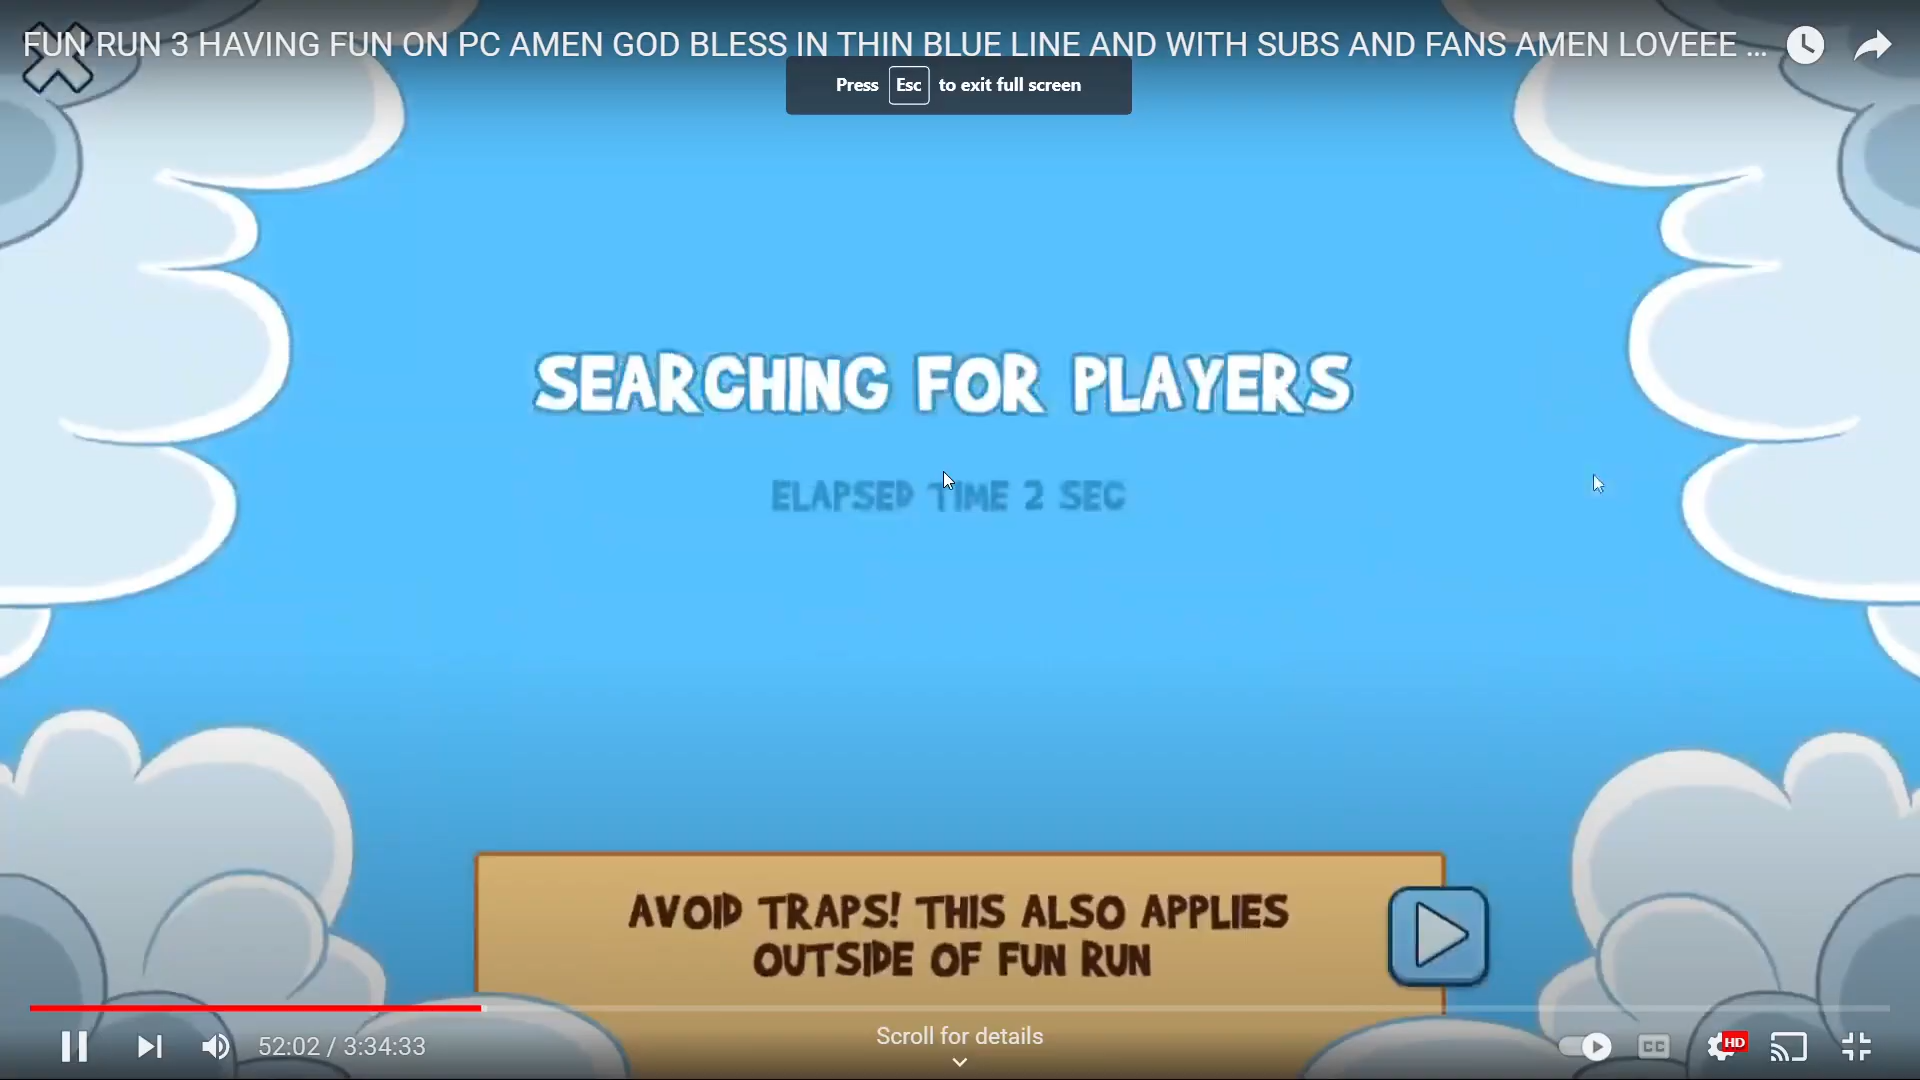 FUN RUN 3 HAVING FUN ON PC AMEN GOD BLESS IN THIN BLUE LINE AND WITH SUBS AND FANS AMEN LOVEEE ...
Press Esc to exit full screen
SEARCHING FOR PLAYERS
ELAPSED TIME 2 SEC
AVOID TRAPS! THIS ALSO APPLIES
OUTSIDE OF FUN RUN
52:02 / 3:34:33
Scroll for details
CC
HD